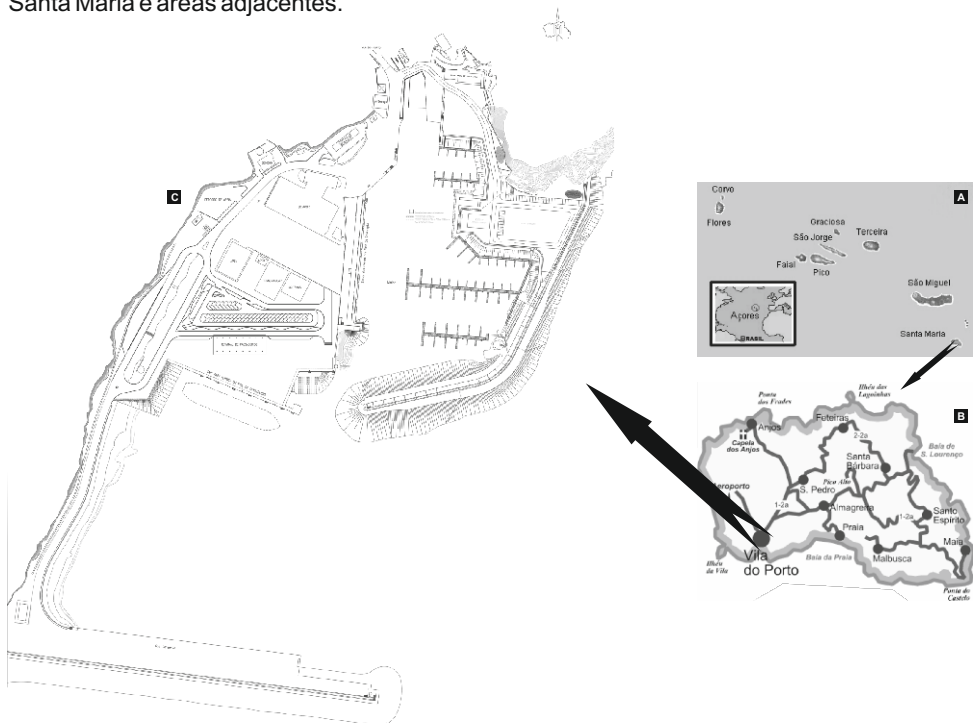 Santa Maria e áreas adjacentes.
C
A
Corvo
Flores
Graciosa
São Jorge
Terceira
Faial
Pico
São Miguel
Açores
BRASIL
Santa Maria
B
Ilhéu das
Lagoinhas
Ponta
dos Frades
Anjos
Feteiras
Capela
dos Anjos
2-2a
Baía de
S. Lourenço
Santa
Bárbara
Aeroporto
S. Pedro
Pico Alto
1-2a
Almagreira
1-2a
Santo
Espírito
Praia
Maia
Vila
do Porto
Ilhéu
da Vila
Baía da Praia
Malbusca
Ponta do
Castelo